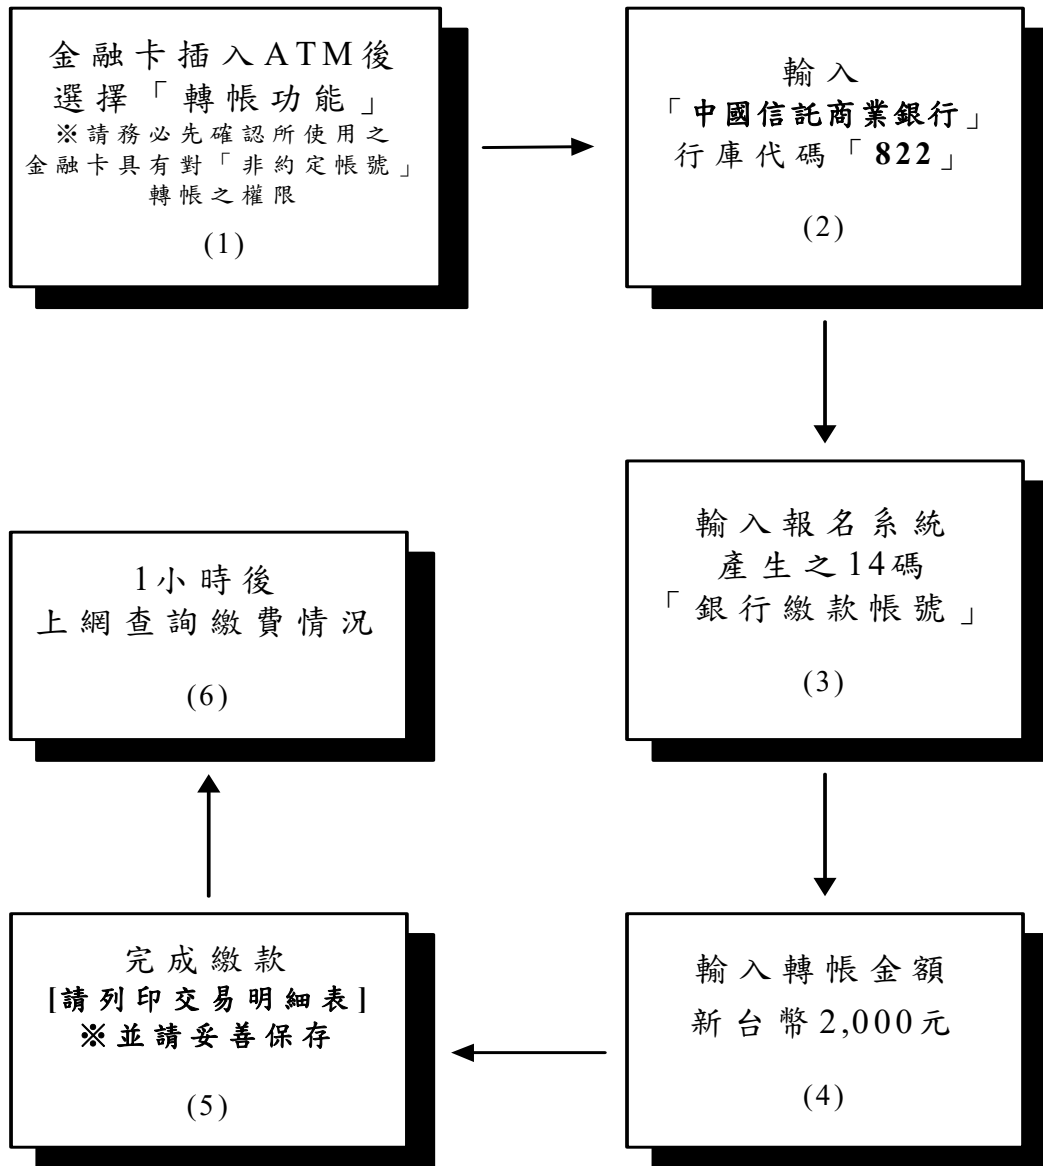 金融卡插入ATM後
選擇「轉帳功能」
※請務必先確認所使用之
金融卡具有對「非約定帳號」
轉帳之權限
(1)
輸入
「中國信託商業銀行」
行庫代碼「822」
(2)
輸入報名系統
產生之14碼
「銀行繳款帳號」
(3)
輸入轉帳金額
新台幣2,000元
(4)
完成繳款
[請列印交易明細表]
※並請妥善保存
(5)
1小時後
上網查詢繳費情況
(6)